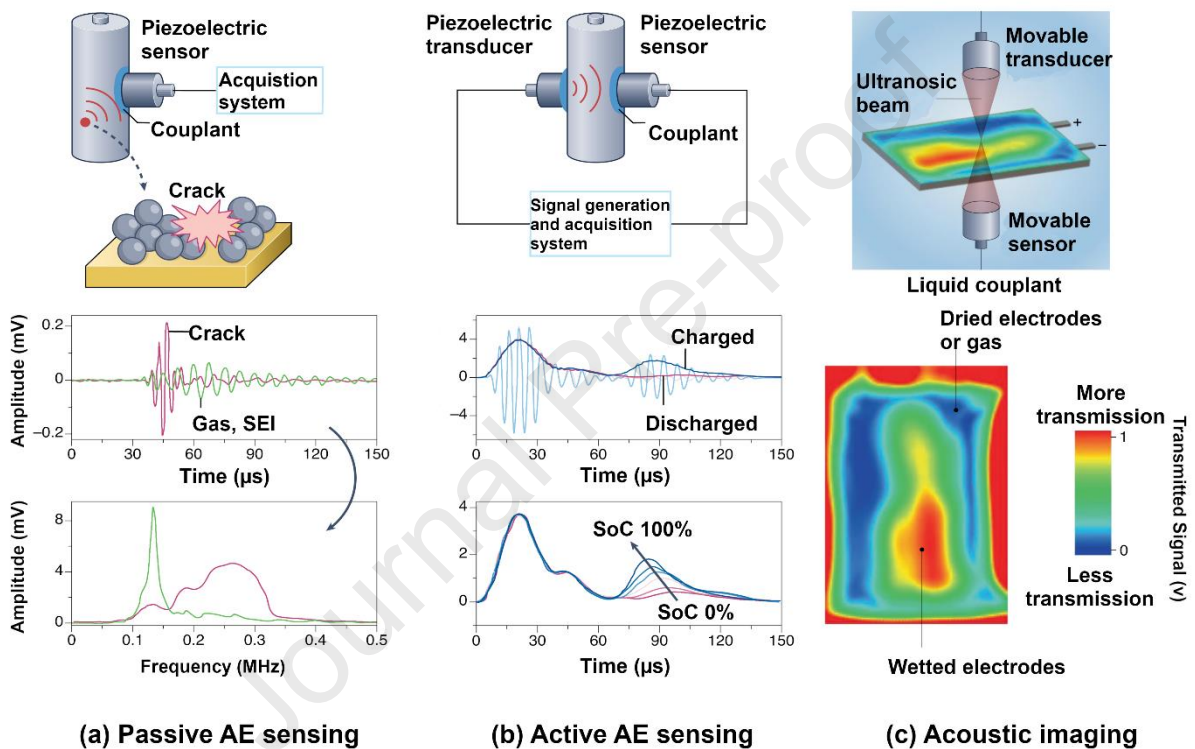 Piezoelectric
sensor
Acquistion
system
Couplant
Crack
Amplitude (mV)
0.2
0
−0.2
Crack
Gas, SEI
0
30
60
90
120
150
Time (µs)
Amplitude (mV)
8
4
0
0
0.1
0.2
0.3
0.4
0.5
Frequency (MHz)
(a) Passive AE sensing
Piezoelectric
transducer
Piezoelectric
sensor
Couplant
Signal generation
and acquisition
system
Amplitude (mV)
4
0
−4
Charged
Discharged
0
30
60
90
120
150
Time (µs)
Amplitude (mV)
4
2
0
SoC 100%
SoC 0%
0
30
60
90
120
150
Time (µs)
(b) Active AE sensing
Movable
transducer
Ultranosic
beam
+
−
Movable
sensor
Liquid couplant
Dried electrodes
or gas
More
transmission
1
0
Less
transmission
Transmitted Signal (v)
Wetted electrodes
(c) Acoustic imaging
Journal Pre-proof